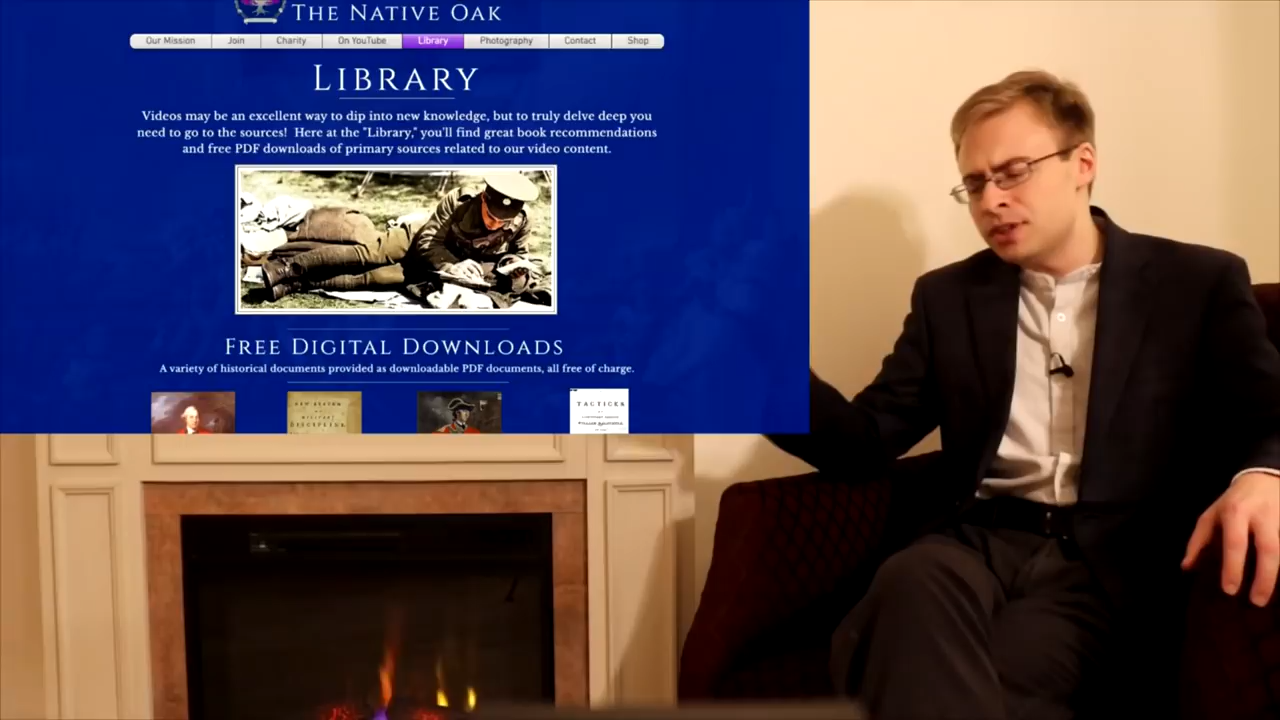 THE NATIVE OAK
Our Mission Join Charity On YouTube Library Photography Contact Shop
LIBRARY
Videos may be an excellent way to dip into new knowledge, but to truly delve deep you
need to go to the sources! Here at the "Library," you'll find great book recommendations
and free PDF downloads of primary sources related to our video content.
FREE DIGITAL DOWNLOADS
A variety of historical documents provided as downloadable PDF documents, all free of charge.
NEW SYSTEM
MILITARY
DISCIPLINE
TACTICKS